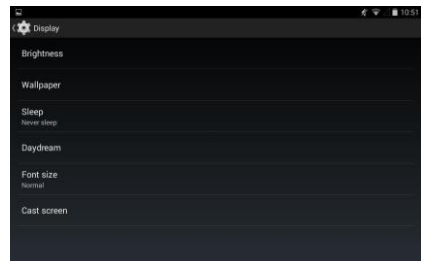 10:51
Display
Brightness
Wallpaper
Sleep
Never sleep
Daydream
Font size
Normal
Cast screen